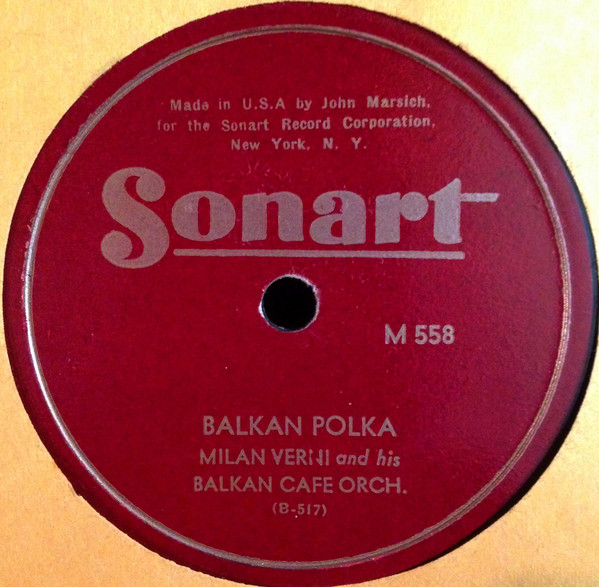 Made in U.S.A by John Marsich,
for the Sonart Record Corporation,
New York, N. Y.
Sonart
M 558
BALKAN POLKA
MILAN VERNI and his
BALKAN CAFE ORCH.
(B-517)